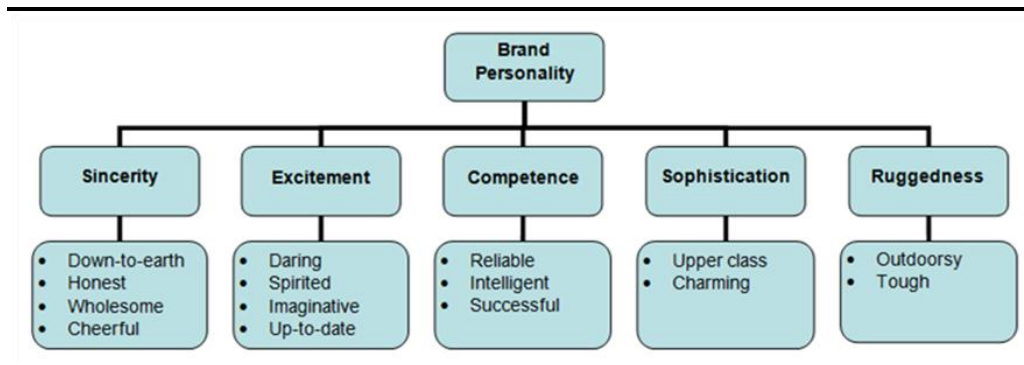 Brand
Personality
Sincerity
Excitement
Competence
Sophistication
Ruggedness
• Down-to-earth
• Honest
• Wholesome
• Cheerful
• Daring
• Spirited
• Imaginative
• Up-to-date
• Reliable
• Intelligent
• Successful
• Upper class
• Charming
• Outdoorsy
• Tough